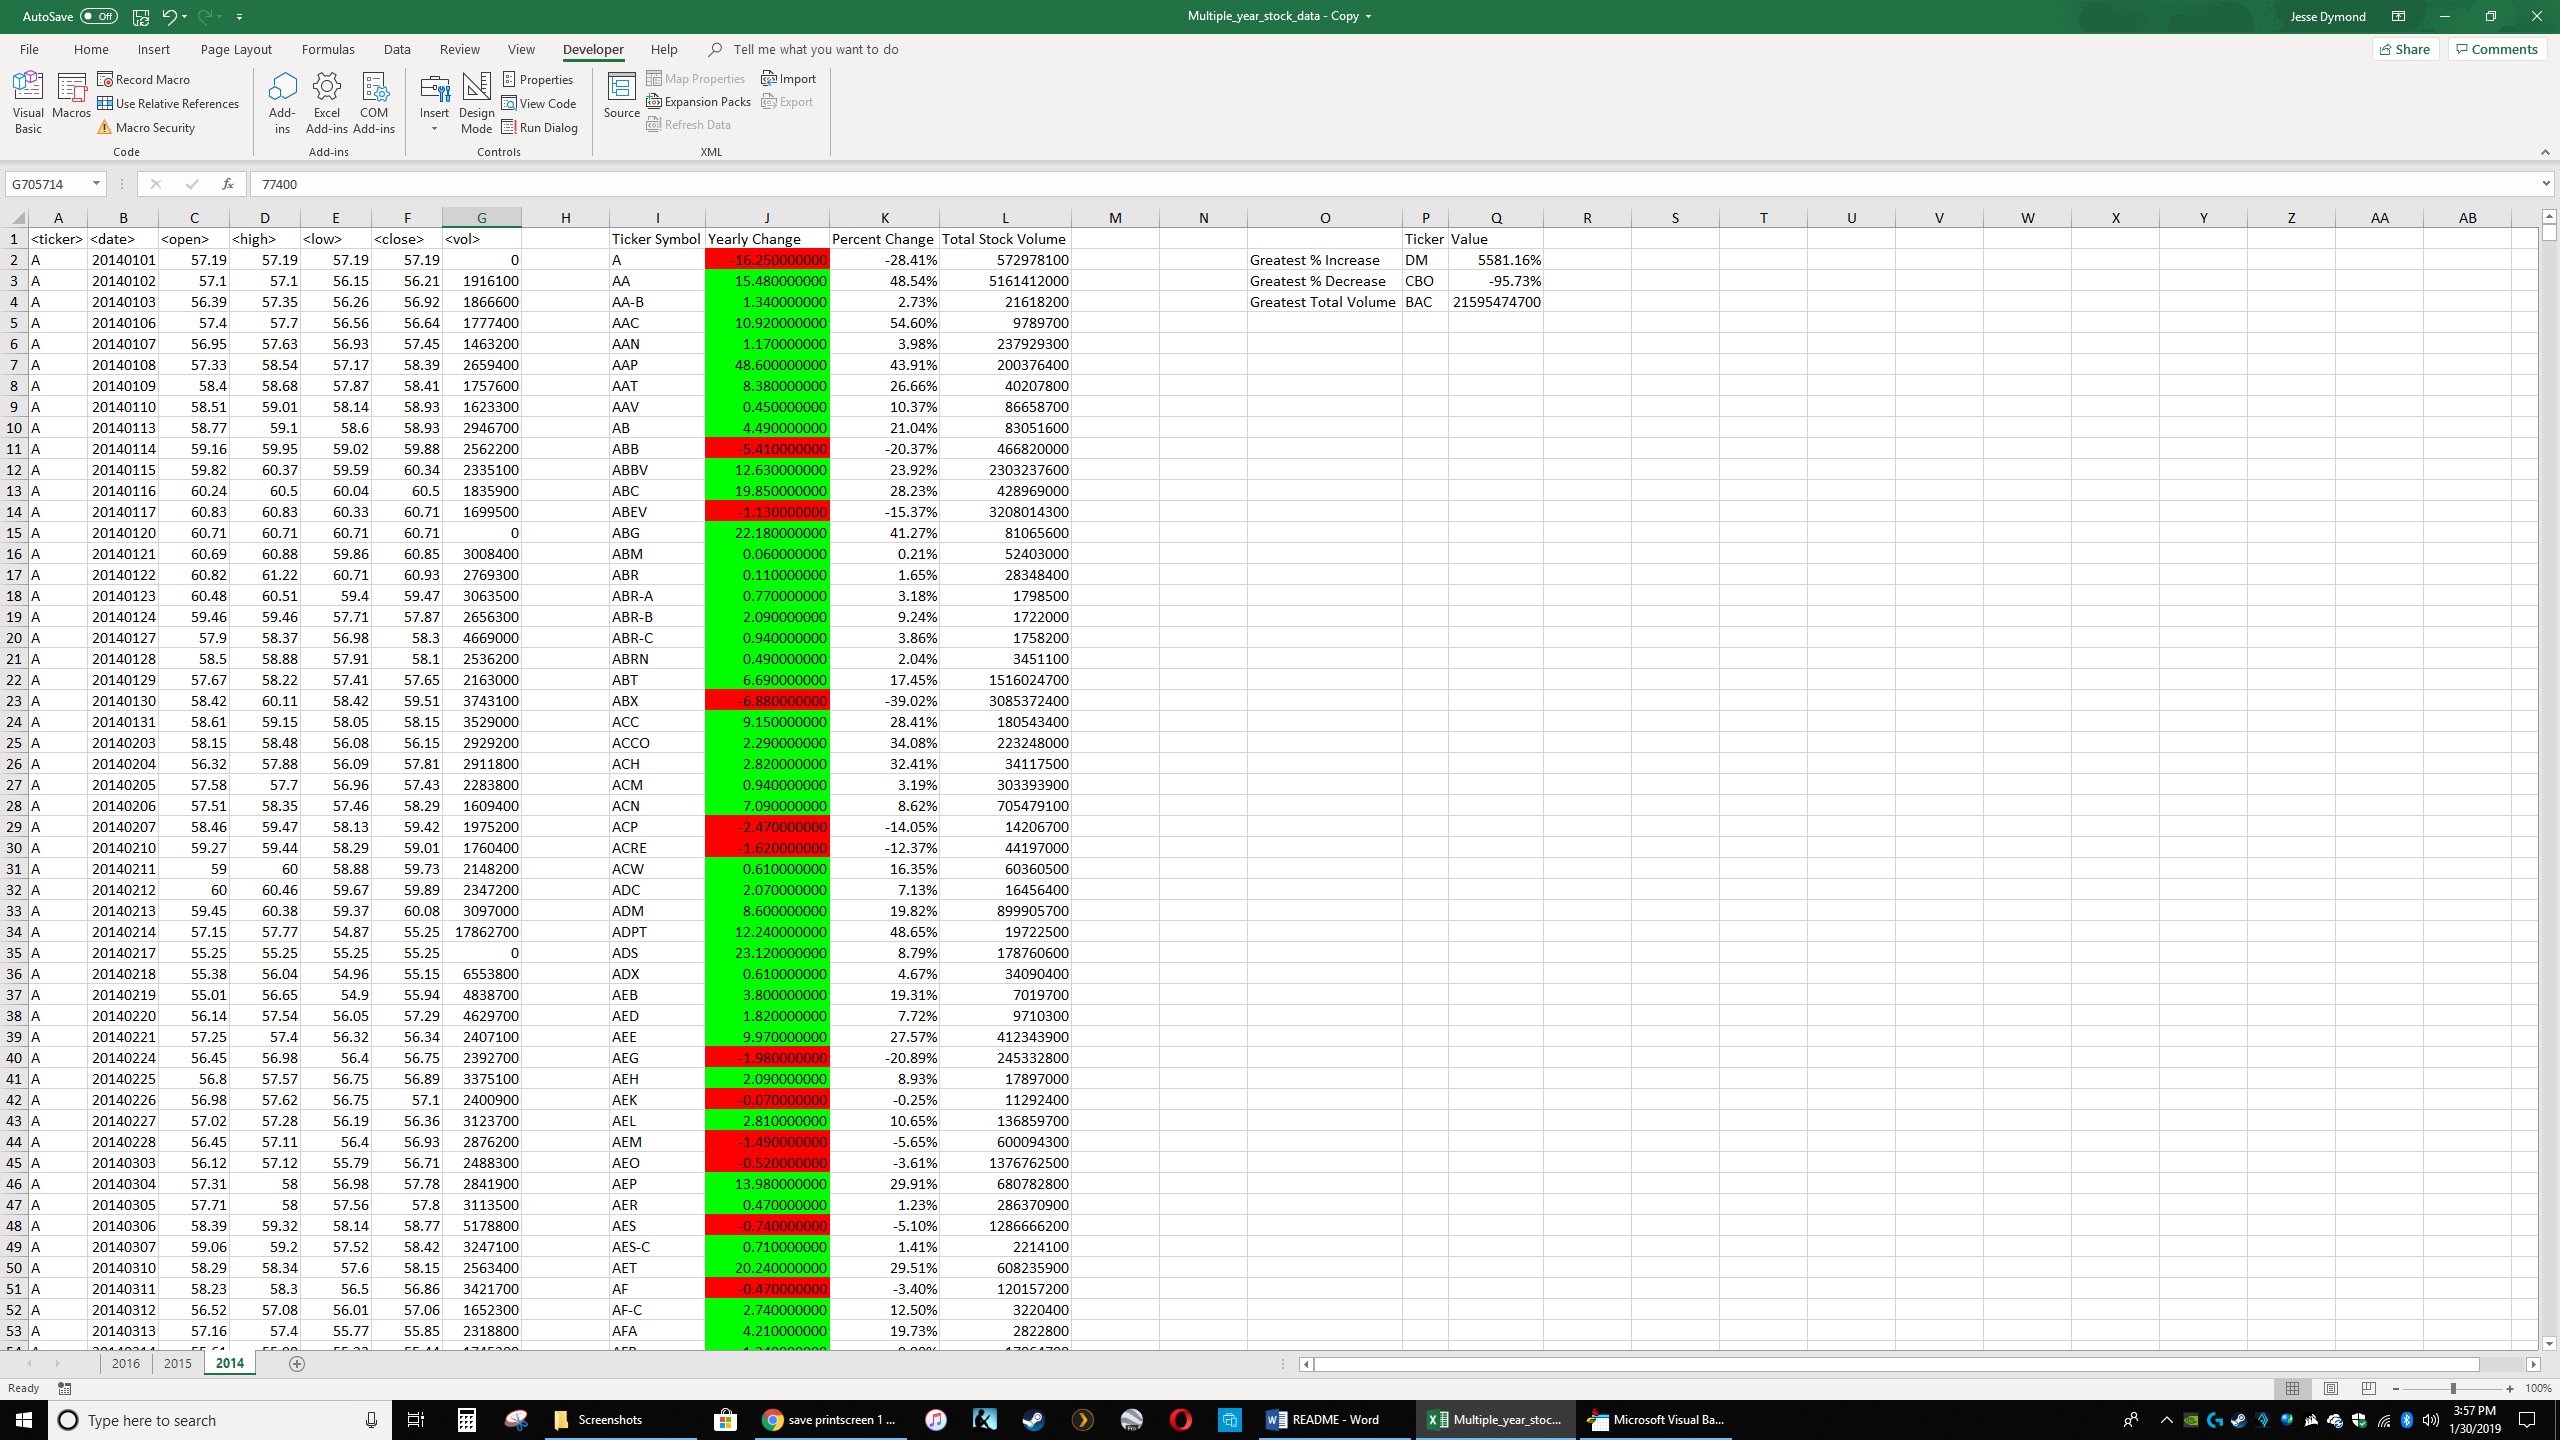 AutoSave Off Multiple_year_stock_data - Copy Jesse Dymond
File Home Insert Page Layout Formulas Data Review View Developer Help Tell me what you want to do Share Comments
Visual Basic Macros Record Macro Use Relative References Macro Security Add-ins Excel Add-ins COM Add-ins Insert Design Mode Properties View Code Run Dialog Source Map Properties Expansion Packs Refresh Data Import Export
Code Add-ins Controls XML
G705714 fx 77400
A B C D E F G H I J K L M N O P Q R S T U V W X Y Z AA AB
1 <ticker> <date> <open> <high> <low> <close> <vol> Ticker Symbol Yearly Change Percent Change Total Stock Volume Ticker Value
2 A 20140101 57.19 57.19 57.19 57.19 0 A -16.250000000 -28.41% 572978100 Greatest % Increase DM 5581.16%
3 A 20140102 57.1 57.1 56.15 56.21 1916100 AA 15.480000000 48.54% 5161412000 Greatest % Decrease CBO -95.73%
4 A 20140103 56.39 57.35 56.26 56.92 1866600 AA-B 1.340000000 2.73% 21618200 Greatest Total Volume BAC 21595474700
5 A 20140106 57.4 57.7 56.56 56.64 1777400 AAC 10.920000000 54.60% 9789700
6 A 20140107 56.95 57.63 56.93 57.45 1463200 AAN 1.170000000 3.98% 237929300
7 A 20140108 57.33 58.54 57.17 58.39 2659400 AAP 48.600000000 43.91% 200376400
8 A 20140109 58.4 58.68 57.87 58.41 1757600 AAT 8.380000000 26.66% 40207800
9 A 20140110 58.51 59.01 58.14 58.93 1623300 AAV 0.450000000 10.37% 86658700
10 A 20140113 58.77 59.1 58.6 58.93 2946700 AB 4.490000000 21.04% 83051600
11 A 20140114 59.16 59.95 59.02 59.88 2562200 ABB -5.410000000 -20.37% 466820000
12 A 20140115 59.82 60.37 59.59 60.34 2335100 ABBV 12.630000000 23.92% 2303237600
13 A 20140116 60.24 60.5 60.04 60.5 1835900 ABC 19.850000000 28.23% 428969000
14 A 20140117 60.83 60.83 60.33 60.71 1699500 ABEV -1.130000000 -15.37% 3208014300
15 A 20140120 60.71 60.71 60.71 60.71 0 ABG 22.180000000 41.27% 81065600
16 A 20140121 60.69 60.88 59.86 60.85 3008400 ABM 0.060000000 0.21% 52403000
17 A 20140122 60.82 61.22 60.71 60.93 2769300 ABR 0.110000000 1.65% 28348400
18 A 20140123 60.48 60.51 59.4 59.47 3063500 ABR-A 0.770000000 3.18% 1798500
19 A 20140124 59.46 59.46 57.71 57.87 2656300 ABR-B 2.090000000 9.24% 1722000
20 A 20140127 57.9 58.37 56.98 58.3 4669000 ABR-C 0.940000000 3.86% 1758200
21 A 20140128 58.5 58.88 57.91 58.1 2536200 ABRN 0.490000000 2.04% 3451100
22 A 20140129 57.67 58.22 57.41 57.65 2163000 ABT 6.690000000 17.45% 1516024700
23 A 20140130 58.42 60.11 58.42 59.51 3743100 ABX -6.880000000 -39.02% 3085372400
24 A 20140131 58.61 59.15 58.05 58.15 3529000 ACC 9.150000000 28.41% 180543400
25 A 20140203 58.15 58.48 56.08 56.15 2929200 ACCO 2.290000000 34.08% 223248000
26 A 20140204 56.32 57.88 56.09 57.81 2911800 ACH 2.820000000 32.41% 34117500
27 A 20140205 57.58 57.7 56.96 57.43 2283800 ACM 0.940000000 3.19% 303393900
28 A 20140206 57.51 58.35 57.46 58.29 1609400 ACN 7.090000000 8.62% 705479100
29 A 20140207 58.46 59.47 58.13 59.42 1975200 ACP -2.470000000 -14.05% 14206700
30 A 20140210 59.27 59.44 58.29 59.01 1760400 ACRE -1.620000000 -12.37% 44197000
31 A 20140211 59 60 58.88 59.73 2148200 ACW 0.610000000 16.35% 60360500
32 A 20140212 60 60.46 59.67 59.89 2347200 ADC 2.070000000 7.13% 16456400
33 A 20140213 59.45 60.38 59.37 60.08 3097000 ADM 8.600000000 19.82% 899905700
34 A 20140214 57.15 57.77 54.87 55.25 17862700 ADPT 12.240000000 48.65% 19722500
35 A 20140217 55.25 55.25 55.25 55.25 0 ADS 23.120000000 8.79% 178760600
36 A 20140218 55.38 56.04 54.96 55.15 6553800 ADX 0.610000000 4.67% 34090400
37 A 20140219 55.01 56.65 54.9 55.94 4838700 AEB 3.800000000 19.31% 7019700
38 A 20140220 56.14 57.54 56.05 57.29 4629700 AED 1.820000000 7.72% 9710300
39 A 20140221 57.25 57.4 56.32 56.34 2407100 AEE 9.970000000 27.57% 412343900
40 A 20140224 56.45 56.98 56.4 56.75 2392700 AEG -1.980000000 -20.89% 245332800
41 A 20140225 56.8 57.57 56.75 56.89 3375100 AEH 2.090000000 8.93% 17897000
42 A 20140226 56.98 57.62 56.75 57.1 2400900 AEK -0.070000000 -0.25% 11292400
43 A 20140227 57.02 57.28 56.19 56.36 3123700 AEL 2.810000000 10.65% 136859700
44 A 20140228 56.45 57.11 56.4 56.93 2876200 AEM -1.490000000 -5.65% 600094300
45 A 20140303 56.12 57.12 55.79 56.71 2488300 AEO -0.520000000 -3.61% 1376762500
46 A 20140304 57.31 58 56.98 57.78 2841900 AEP 13.980000000 29.91% 680782800
47 A 20140305 57.71 58 57.56 57.8 3113500 AER 0.470000000 1.23% 286370900
48 A 20140306 58.39 59.32 58.14 58.77 5178800 AES -0.740000000 -5.10% 1286666200
49 A 20140307 59.06 59.2 57.52 58.42 3247100 AES-C 0.710000000 1.41% 2214100
50 A 20140310 58.29 58.34 57.6 58.15 2563400 AET 20.240000000 29.51% 608235900
51 A 20140311 58.23 58.3 56.5 56.86 3421700 AF -0.470000000 -3.40% 120157200
52 A 20140312 56.52 57.08 56.01 57.06 1652300 AF-C 2.740000000 12.50% 3220400
53 A 20140313 57.16 57.4 55.77 55.85 2318800 AFA 4.210000000 19.73% 2822800
2016 2015 2014
Ready 100%
Type here to search Screenshots save printscreen 1 ... README - Word Multiple_year_stoc... Microsoft Visual Ba... 3:57 PM
1/30/2019